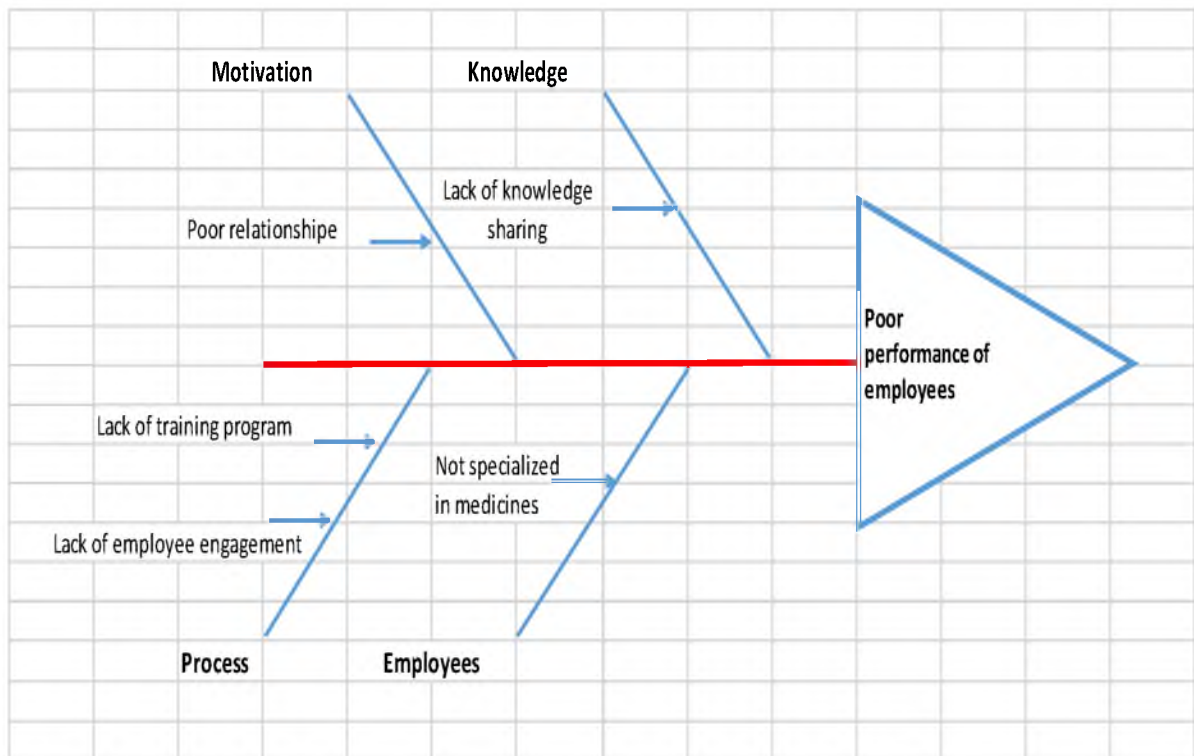 Motivation
Knowledge
Lack of knowledge
sharing
Poor relationshipe
Poor
performance of
employees
Lack of training program
Not specialized
in medicines
Lack of employee engagement
Process
Employees